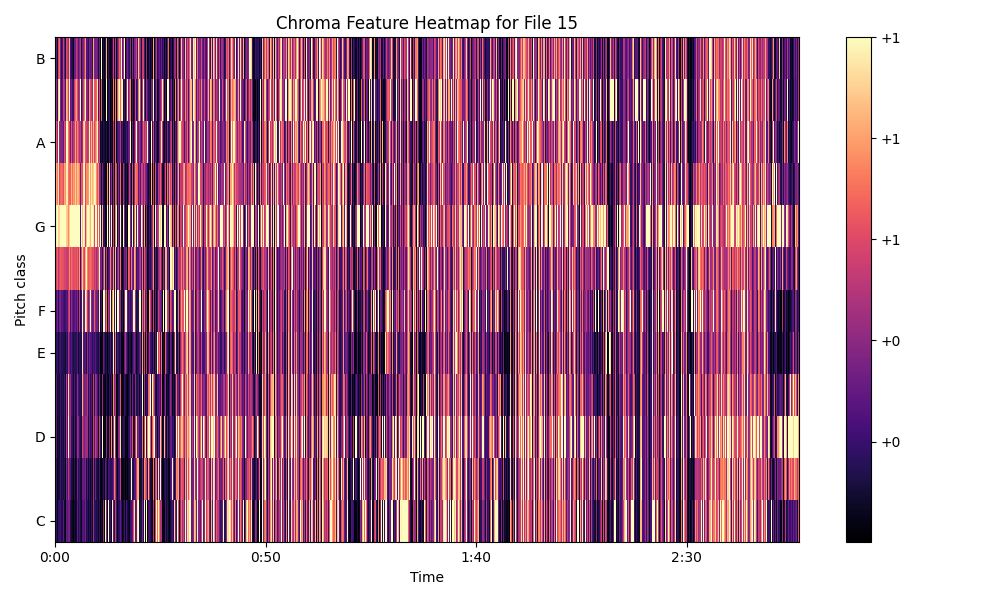 Chroma Feature Heatmap for File 15
Pitch class
B
A
G
F
E
D
C
0:00 0:50 1:40 2:30
Time
+1
+1
+1
+0
+0